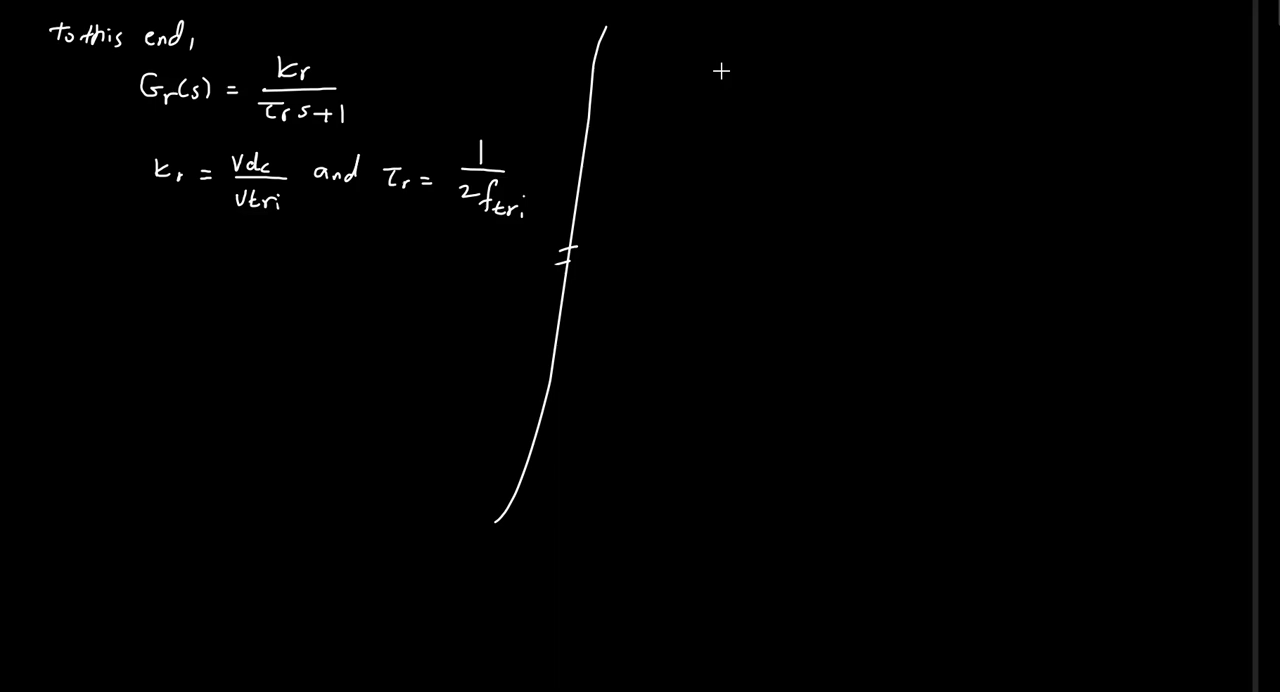 To this end,
Gr(s) = kr / (τr s + 1)
kr = Vdc / Vtri and τr = 1 / (2ftri)